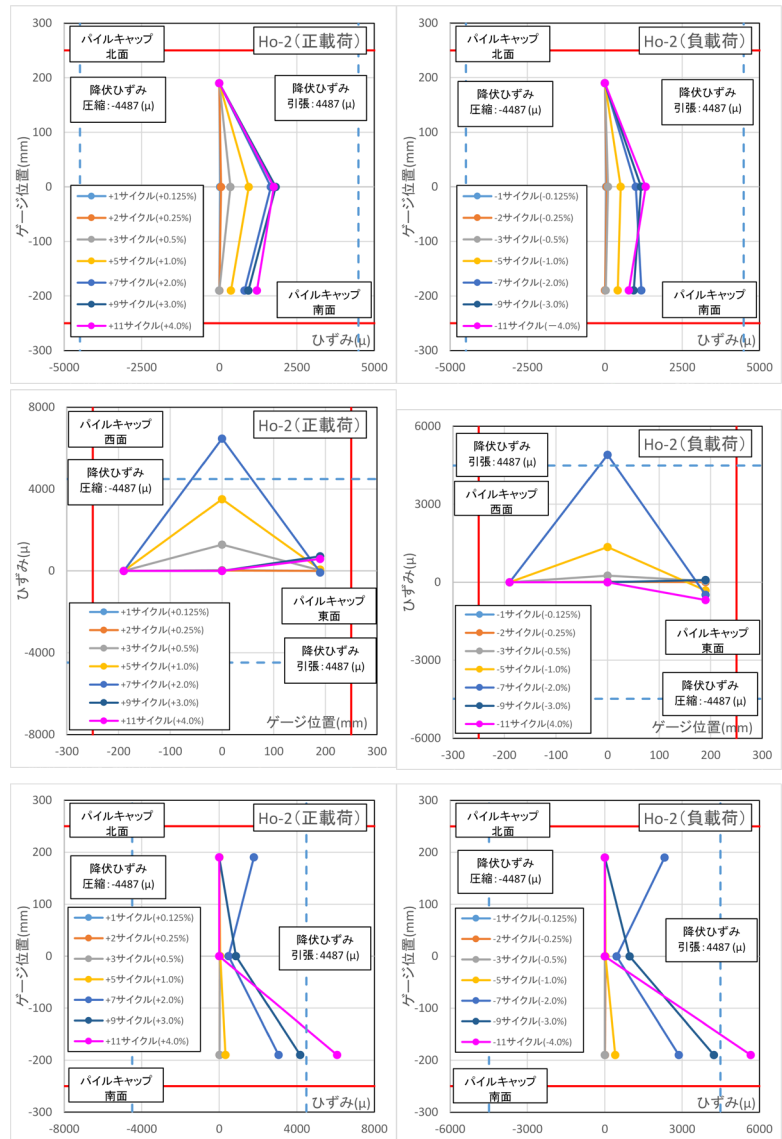 300
パイルキャップ
北面
Ho-2(正載荷)
200
降伏ひずみ
圧縮:-4487(μ)
降伏ひずみ
引張:4487(μ)
100
ゲージ位置(mm)
0
+1サイクル(+0.125%)
+2サイクル(+0.25%)
-100
+3サイクル(+0.5%)
+5サイクル(+1.0%)
+7サイクル(+2.0%)
-200
+9サイクル(+3.0%)
+11サイクル(+4.0%)
パイルキャップ
南面
-300
ひずみ(μ)
-5000
-2500
0
2500
5000
300
パイルキャップ
北面
Ho-2(負載荷)
200
降伏ひずみ
圧縮:-4487(μ)
降伏ひずみ
引張:4487(μ)
100
ゲージ位置(mm)
0
-1サイクル(-0.125%)
-2サイクル(-0.25%)
-100
-3サイクル(-0.5%)
-5サイクル(-1.0%)
-7サイクル(-2.0%)
-200
-9サイクル(-3.0%)
-11サイクル(-4.0%)
パイルキャップ
南面
-300
ひずみ(μ)
-5000
-2500
0
2500
5000
8000
パイルキャップ
西面
Ho-2(正載荷)
降伏ひずみ
圧縮:-4487(μ)
4000
ひずみ(μ)
0
パイルキャップ
東面
+1サイクル(+0.125%)
+2サイクル(+0.25%)
+3サイクル(+0.5%)
-4000
+5サイクル(+1.0%)
+7サイクル(+2.0%)
+9サイクル(+3.0%)
+11サイクル(+4.0%)
降伏ひずみ
引張:4487(μ)
ゲージ位置(mm)
-8000
-300
-200
-100
0
100
200
300
6000
降伏ひずみ
引張:4487(μ)
Ho-2(負載荷)
パイルキャップ
西面
3000
ひずみ(μ)
0
-1サイクル(-0.125%)
-2サイクル(-0.25%)
-3サイクル(-0.5%)
-3000
-5サイクル(-1.0%)
-7サイクル(-2.0%)
-9サイクル(-3.0%)
-11サイクル(4.0%)
パイルキャップ
東面
降伏ひずみ
圧縮:-4487(μ)
ゲージ位置(mm)
-6000
-300
-200
-100
0
100
200
300
300
パイルキャップ
北面
Ho-2(正載荷)
200
降伏ひずみ
圧縮:-4487(μ)
100
ゲージ位置(mm)
+1サイクル(+0.125%)
+2サイクル(+0.25%)
0
+3サイクル(+0.5%)
+5サイクル(+1.0%)
+7サイクル(+2.0%)
-100
+9サイクル(+3.0%)
+11サイクル(+4.0%)
降伏ひずみ
引張:4487(μ)
-200
パイルキャップ
南面
ひずみ(μ)
-300
-8000
-4000
0
4000
8000
300
パイルキャップ
北面
Ho-2(負載荷)
200
降伏ひずみ
圧縮:-4487(μ)
100
ゲージ位置(mm)
-1サイクル(-0.125%)
-2サイクル(-0.25%)
0
-3サイクル(-0.5%)
-5サイクル(-1.0%)
-7サイクル(-2.0%)
-100
-9サイクル(-3.0%)
-11サイクル(-4.0%)
降伏ひずみ
引張:4487(μ)
-200
パイルキャップ
南面
ひずみ(μ)
-300
-6000
-3000
0
3000
6000